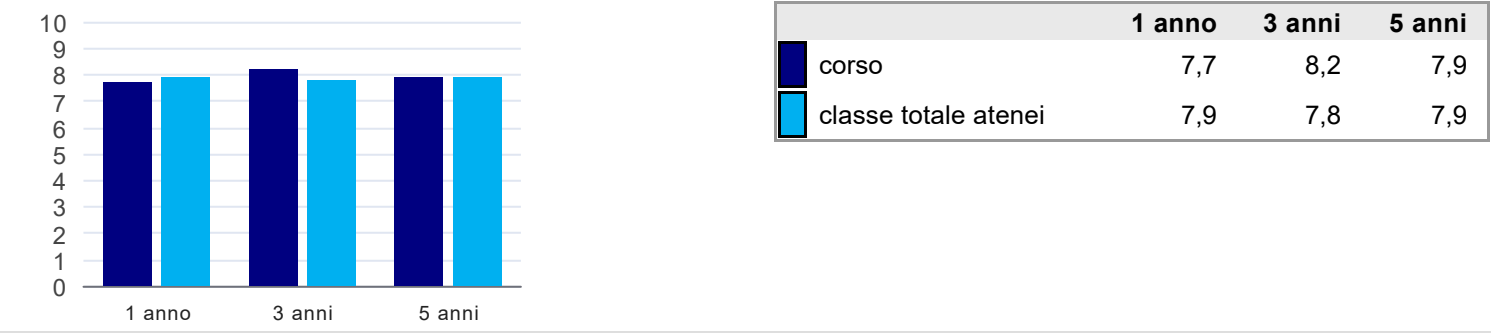 10
9
8
7
6
5
4
3
2
1
0
1 anno 3 anni 5 anni
1 anno 3 anni 5 anni
corso 7,7 8,2 7,9
classe totale atenei 7,9 7,8 7,9